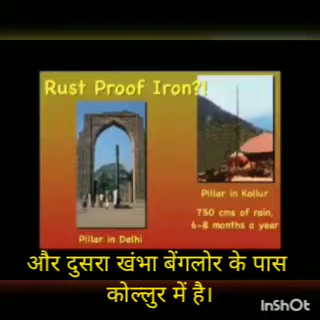 Rust Proof Iron?!
Pillar in Kollur
750 cms of rain,
6-8 months a year
Pillar in Delhi
और दुसरा खंभा बेंगलोर के पास
कोल्लुर में है।
InShOt